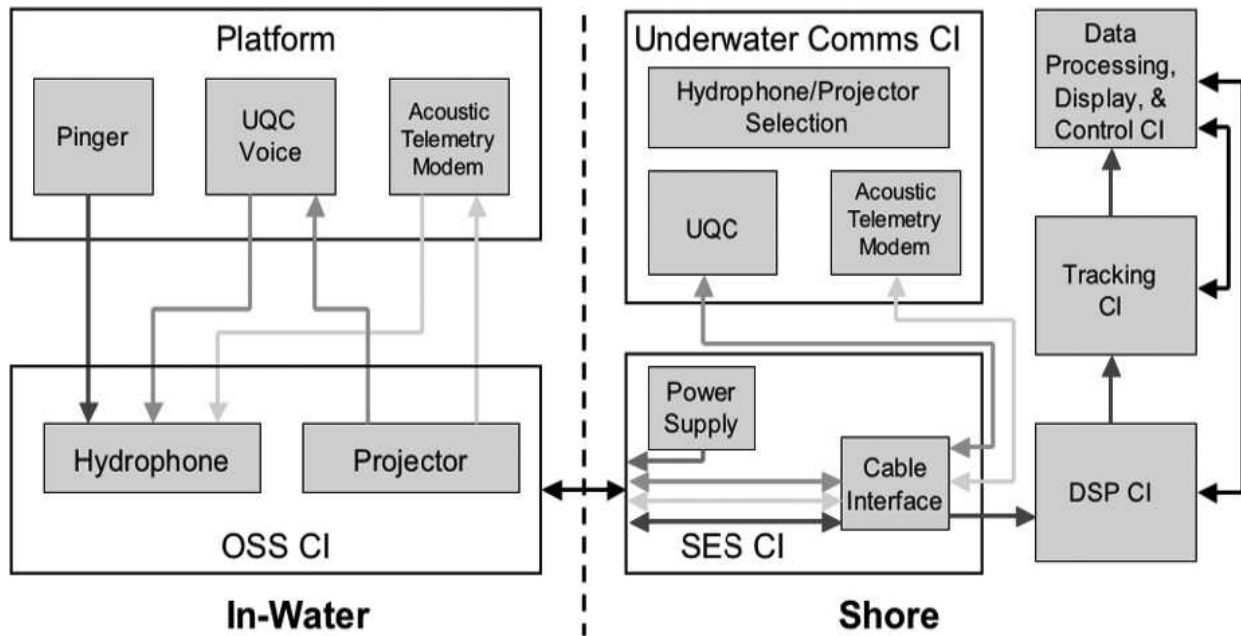 Platform
Pinger
UQC
Voice
Acoustic
Telemetry
Modem
Hydrophone
Projector
OSS CI
In-Water
Underwater Comms CI
Hydrophone/Projector
Selection
UQC
Acoustic
Telemetry
Modem
Power
Supply
Cable
Interface
SES CI
Data
Processing,
Display, &
Control CI
Tracking
CI
DSP CI
Shore